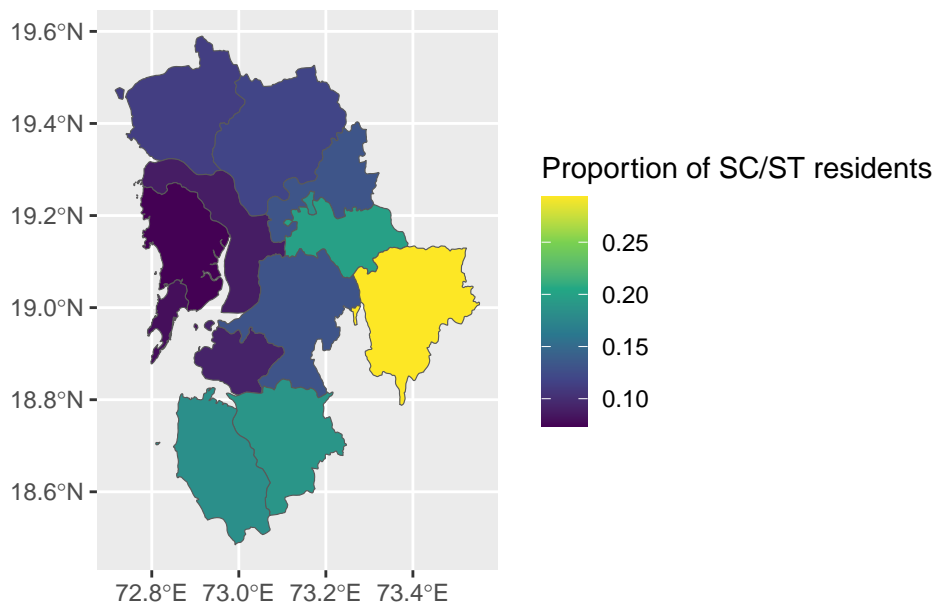 19.6°N
19.4°N
19.2°N
19.0°N
18.8°N
18.6°N
72.8°E 73.0°E 73.2°E 73.4°E
Proportion of SC/ST residents
0.25
0.20
0.15
0.10